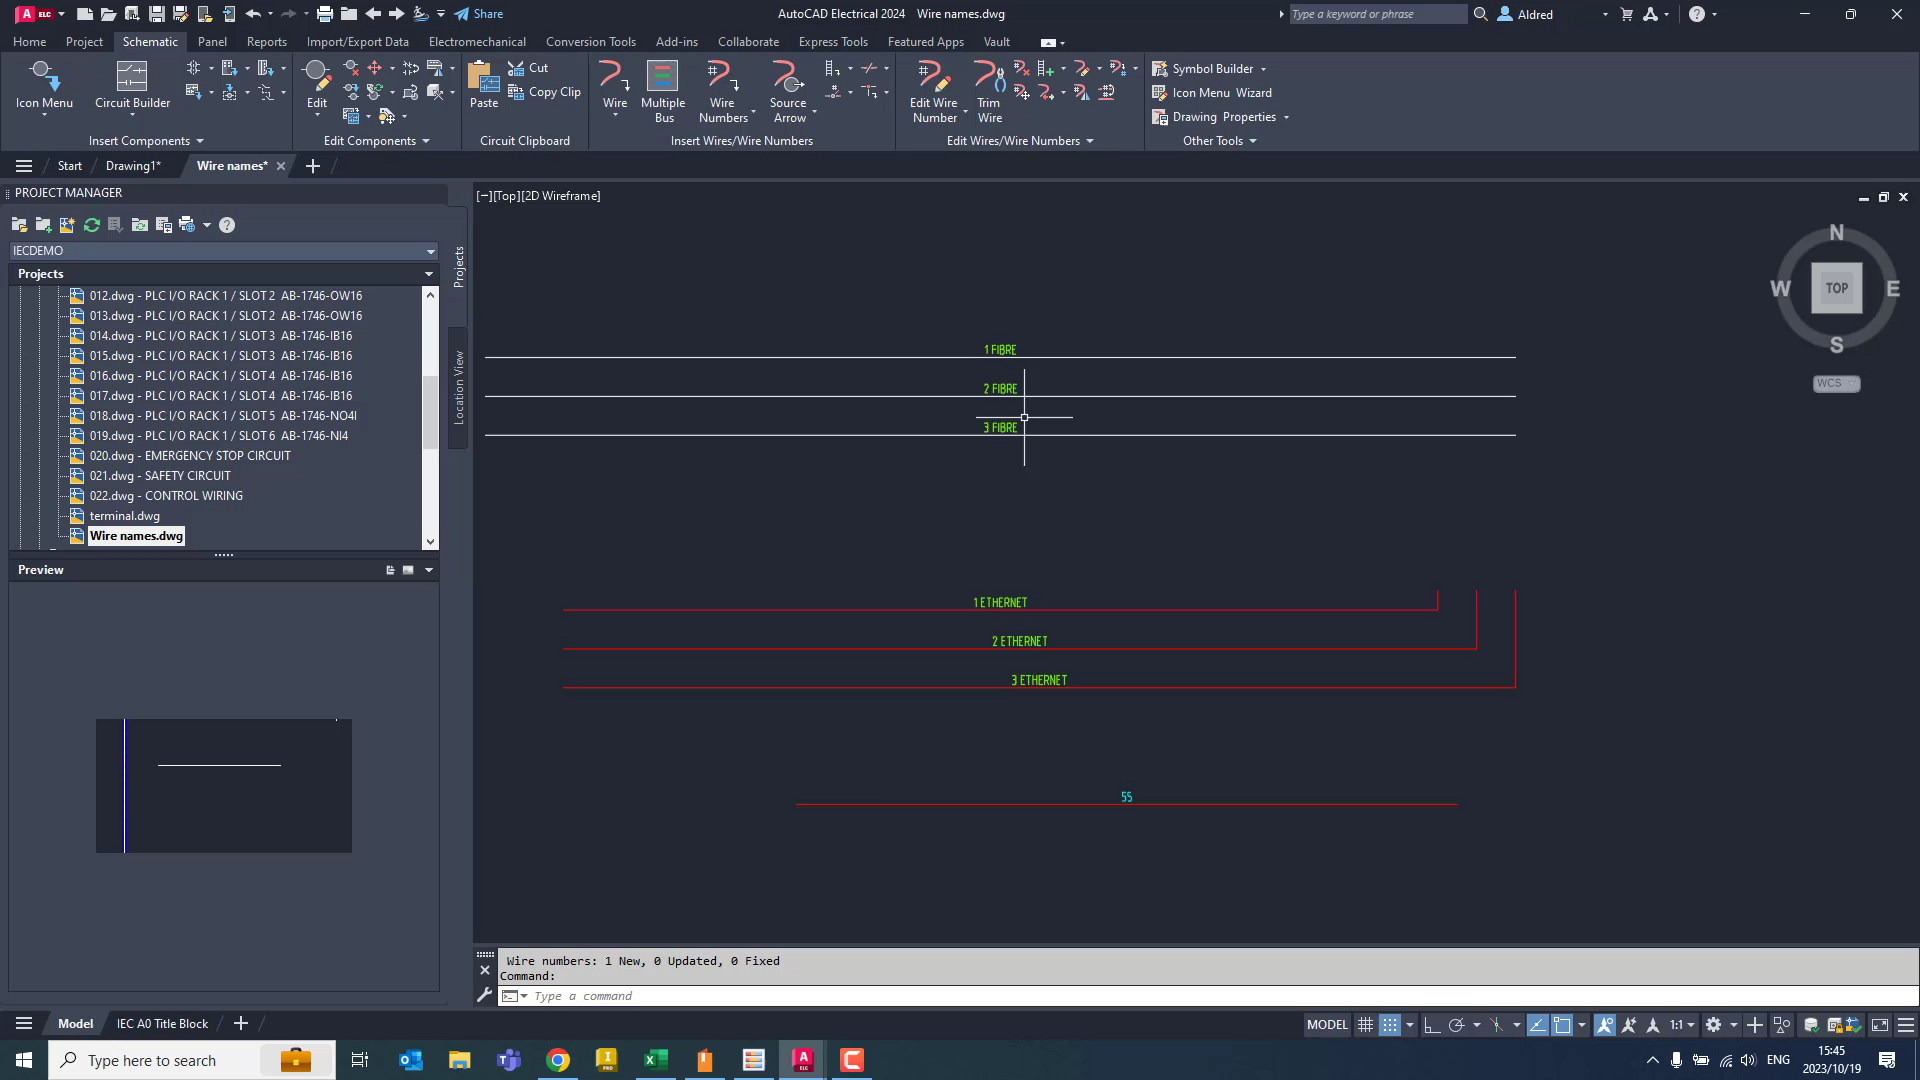 A ELC
Share
AutoCAD Electrical 2024 Wire names.dwg
Type a keyword or phrase
Aldred
Home
Project
Schematic
Panel
Reports
Import/Export Data
Electromechanical
Conversion Tools
Add-ins
Collaborate
Express Tools
Featured Apps
Vault
Icon Menu
Circuit Builder
Edit
Paste
Cut
Copy Clip
Wire
Multiple Bus
Wire Numbers
Source Arrow
Edit Wire Number
Trim Wire
Symbol Builder
Icon Menu Wizard
Drawing Properties
Insert Components
Edit Components
Circuit Clipboard
Insert Wires/Wire Numbers
Edit Wires/Wire Numbers
Other Tools
Start
Drawing1*
Wire names*
PROJECT MANAGER
IECDEMO
Projects
012.dwg - PLC I/O RACK 1 / SLOT 2 AB-1746-OW16
013.dwg - PLC I/O RACK 1 / SLOT 2 AB-1746-OW16
014.dwg - PLC I/O RACK 1 / SLOT 3 AB-1746-IB16
015.dwg - PLC I/O RACK 1 / SLOT 3 AB-1746-IB16
016.dwg - PLC I/O RACK 1 / SLOT 4 AB-1746-IB16
017.dwg - PLC I/O RACK 1 / SLOT 4 AB-1746-IB16
018.dwg - PLC I/O RACK 1 / SLOT 5 AB-1746-NO4I
019.dwg - PLC I/O RACK 1 / SLOT 6 AB-1746-NI4
020.dwg - EMERGENCY STOP CIRCUIT
021.dwg - SAFETY CIRCUIT
022.dwg - CONTROL WIRING
terminal.dwg
Wire names.dwg
Projects
Location View
Preview
[−][Top][2D Wireframe]
N
W
TOP
E
S
WCS
1 FIBRE
2 FIBRE
3 FIBRE
1 ETHERNET
2 ETHERNET
3 ETHERNET
55
Wire numbers: 1 New, 0 Updated, 0 Fixed
Command:
Type a command
Model
IEC A0 Title Block
MODEL
1:1
Type here to search
ENG
15:45
2023/10/19